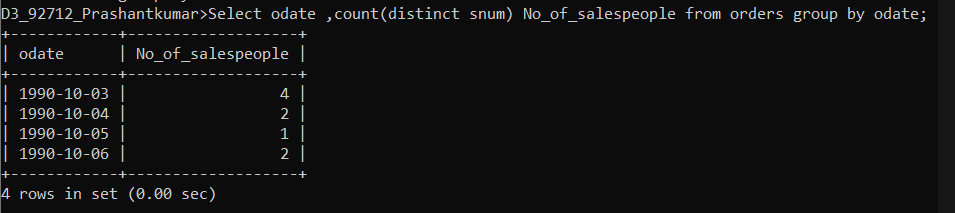 D3_92712_Prashantkumar>Select odate ,count(distinct snum) No_of_salespeople from orders group by odate;
+------------+-------------------+
| odate      | No_of_salespeople |
+------------+-------------------+
| 1990-10-03 |                 4 |
| 1990-10-04 |                 2 |
| 1990-10-05 |                 1 |
| 1990-10-06 |                 2 |
+------------+-------------------+
4 rows in set (0.00 sec)